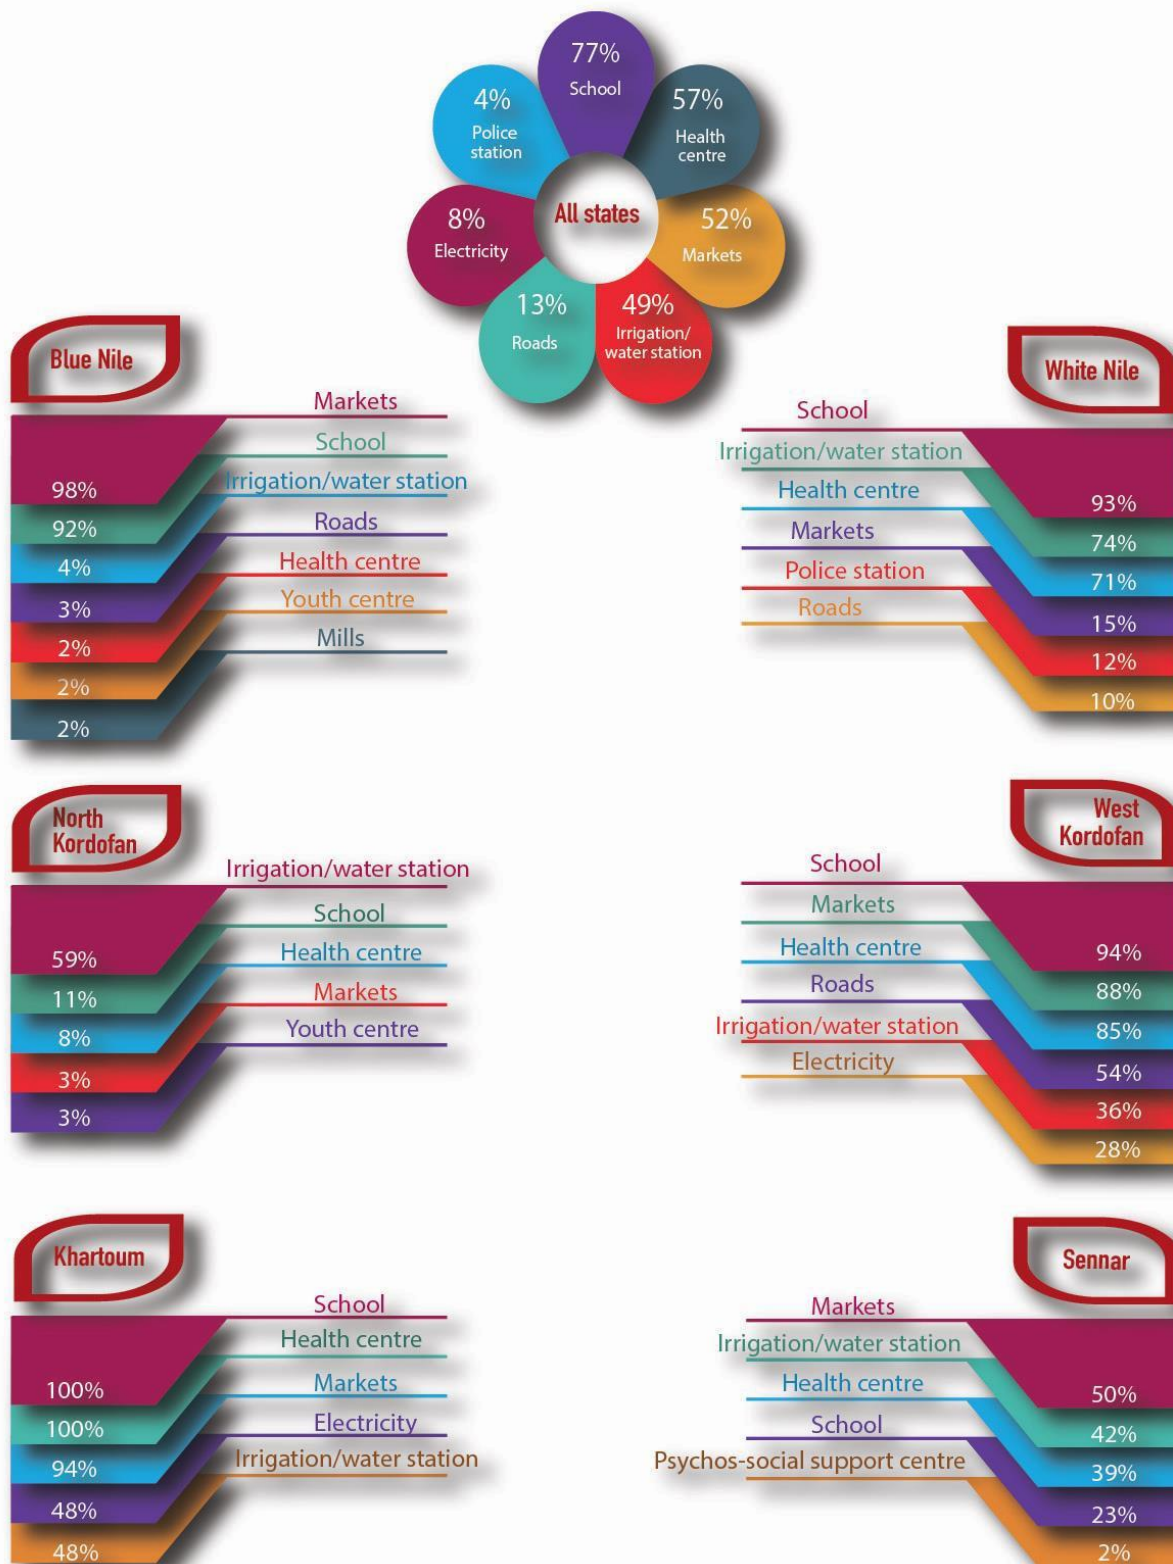 77%
School
4%
Police
station
57%
Health
centre
8%
Electricity
All states
52%
Markets
13%
Roads
49%
Irrigation/
water station
Blue Nile
Markets
School
Irrigation/water station
Roads
Health centre
Youth centre
Mills
98%
92%
4%
3%
2%
2%
2%
White Nile
School
Irrigation/water station
Health centre
Markets
Police station
Roads
93%
74%
71%
15%
12%
10%
North
Kordofan
Irrigation/water station
School
Health centre
Markets
Youth centre
59%
11%
8%
3%
3%
West
Kordofan
School
Markets
Health centre
Roads
Irrigation/water station
Electricity
94%
88%
85%
54%
36%
28%
Khartoum
School
Health centre
Markets
Electricity
Irrigation/water station
100%
100%
94%
48%
48%
Sennar
Markets
Irrigation/water station
Health centre
School
Psychos-social support centre
50%
42%
39%
23%
2%